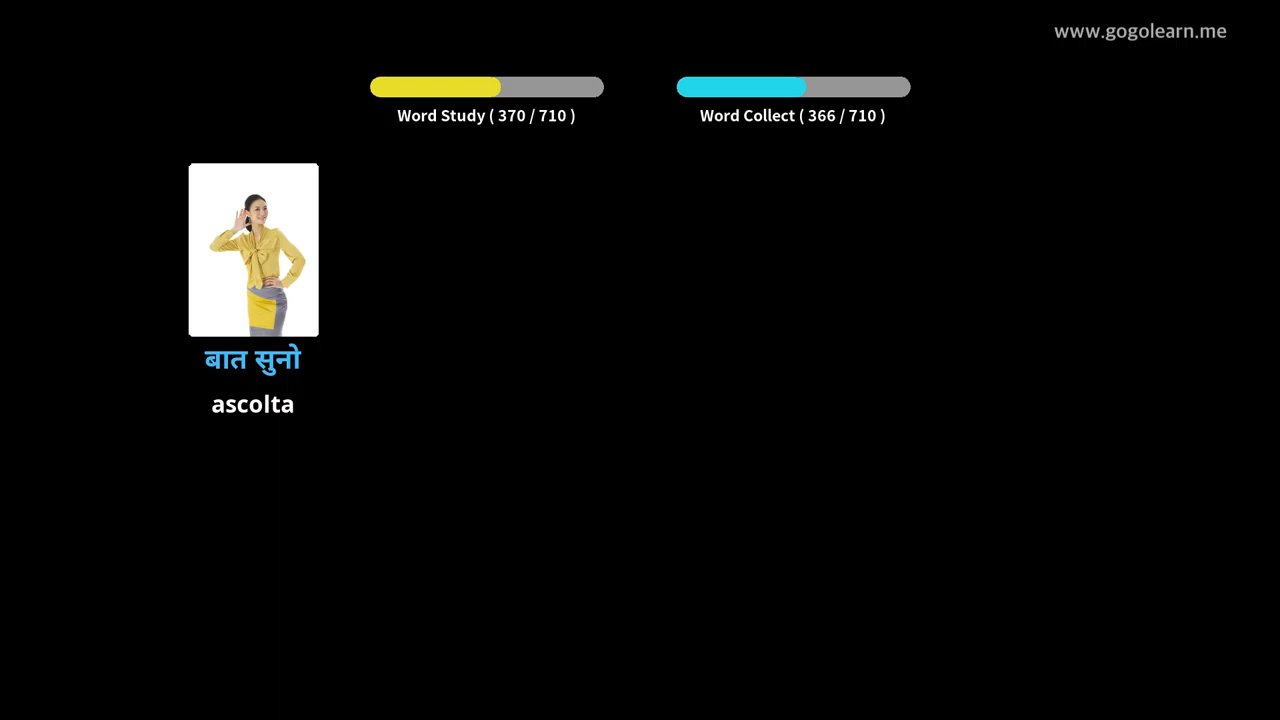 www.gogolearn.me
Word Study ( 370 / 710 )
Word Collect ( 366 / 710 )
बात सुनो
ascolta